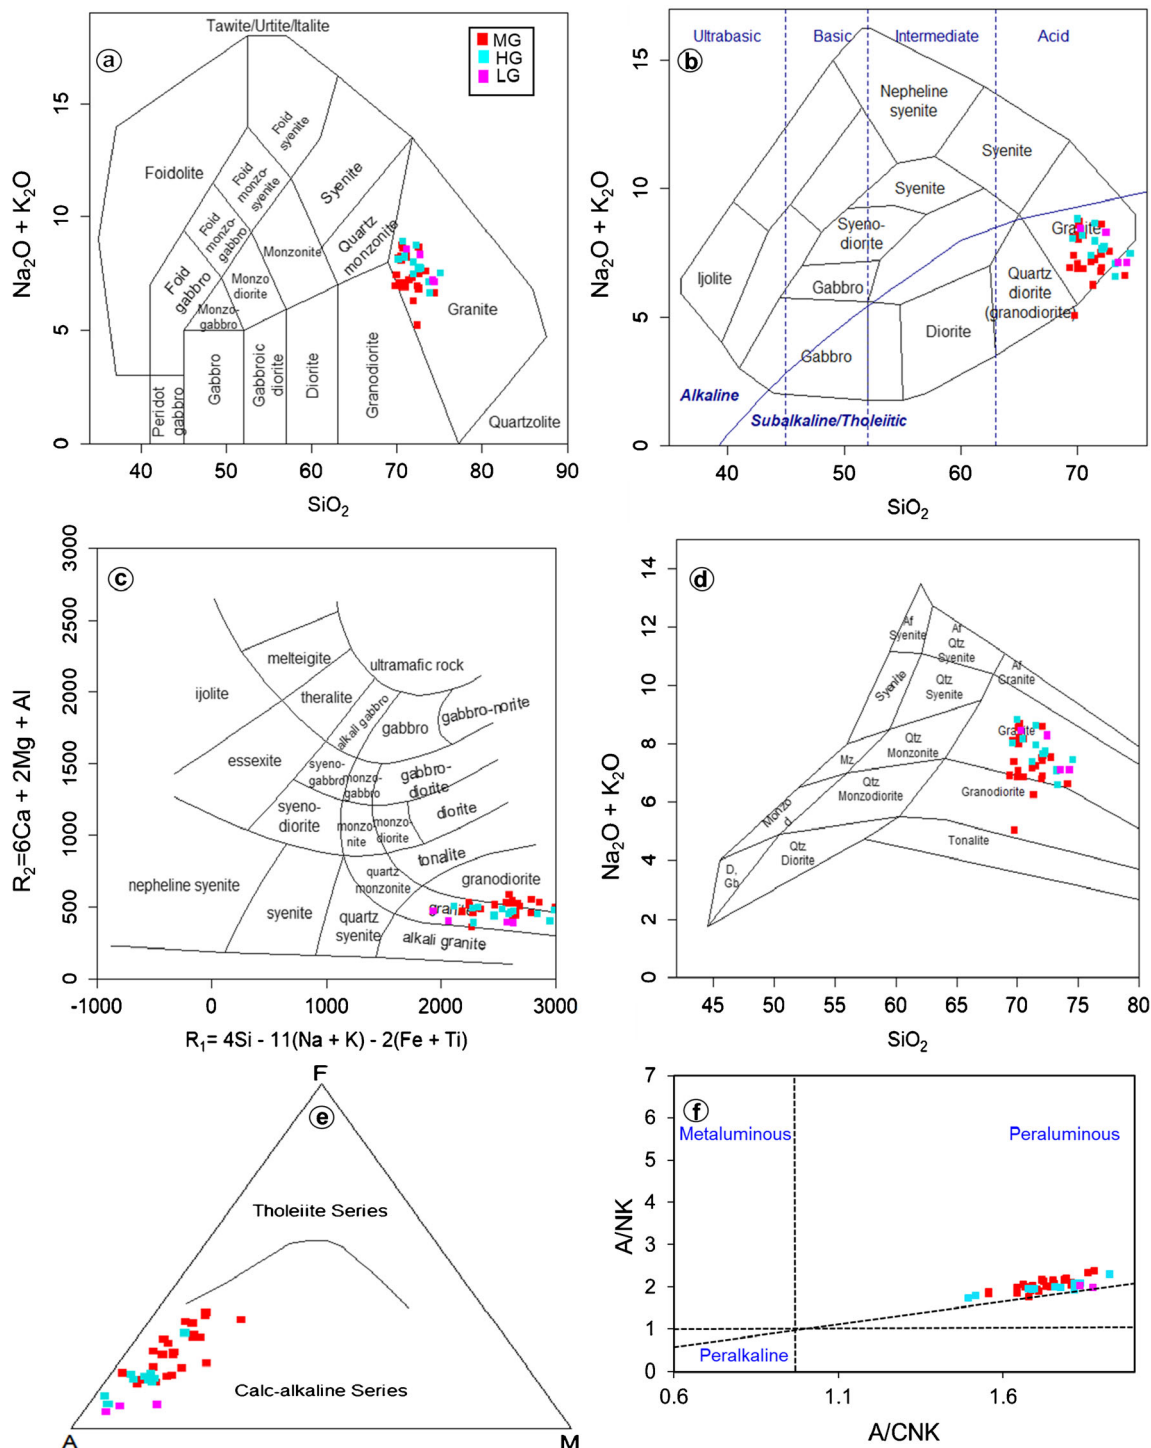 Tawite/Urtite/Italite
a
MG
HG
LG
Foidolite
Foid
syenite
Foid
monzo-
syenite
Foid
monzo-
gabbro
Foid
gabbro
Syenite
Quartz
monzonite
Monzonite
Monzo
diorite
Monzo-
gabbro
Granite
Peridot
gabbro
Gabbro
Gabbroic
diorite
Diorite
Granodiorite
Quartzolite
Na2O + K2O
0
5
10
15
40 50 60 70 80 90
SiO2
b
Ultrabasic Basic Intermediate Acid
Nepheline
syenite
Syenite
Syenite
Syeno-
diorite
Granite
Ijolite
Gabbro
Quartz
diorite
(granodiorite)
Diorite
Gabbro
Alkaline
Subalkaline/Tholeiitic
Na2O + K2O
0
5
10
15
40 50 60 70
SiO2
c
melteigite
ultramafic rock
ijolite
theralite
alkali gabbro
gabbro
gabbro-norite
essexite
syeno-
gabbro
monzo-
gabbro
gabbro-
diorite
syeno-
diorite
monzo-
nite
monzo-
diorite
diorite
tonalite
nepheline syenite
quartz
monzonite
granodiorite
syenite
quartz
syenite
granite
alkali granite
R2=6Ca + 2Mg + Al
0
500
1000
1500
2000
2500
3000
-1000 0 1000 2000 3000
R1= 4Si - 11(Na + K) - 2(Fe + Ti)
d
Af
Syenite
Af
Qtz
Syenite
Af
Granite
Syenite
Qtz
Syenite
Granite
Mz
Qtz
Monzonite
Qtz
Monzodiorite
Granodiorite
Monzo
d
Qtz
Diorite
Tonalite
D,
Gb
Na2O + K2O
0
2
4
6
8
10
12
14
45 50 55 60 65 70 75 80
SiO2
F
e
Tholeiite Series
Calc-alkaline Series
A
M
f
Metaluminous Peraluminous
Peralkaline
A/NK
7
6
5
4
3
2
1
0
0.6 1.1 1.6
A/CNK